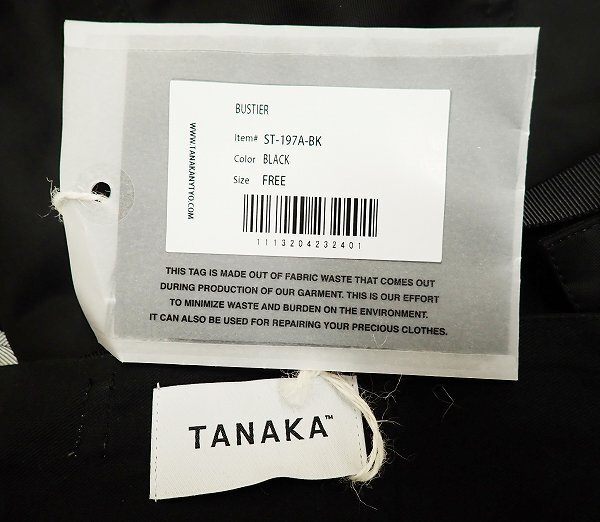 BUSTIER
Item# ST-197A-BK
Color BLACK
Size FREE
1113204232401
WWW.TANAKANYTYO.COM
THIS TAG IS MADE OUT OF FABRIC WASTE THAT COMES OUT
DURING PRODUCTION OF OUR GARMENT. THIS IS OUR EFFORT
TO MINIMIZE WASTE AND BURDEN ON THE ENVIRONMENT.
IT CAN ALSO BE USED FOR REPAIRING YOUR PRECIOUS CLOTHES.
TANAKA™